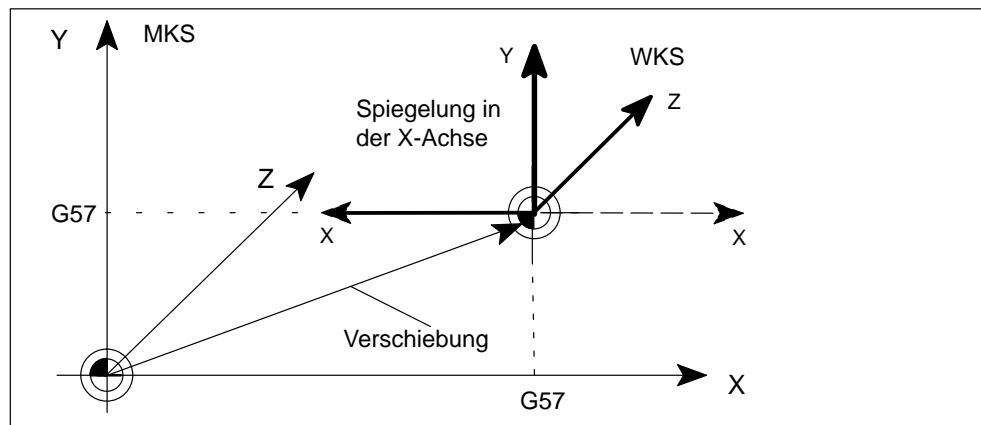 Y
MKS
Y
WKS
Z
Spiegelung in
der X-Achse
Z
G57
X
X
Verschiebung
X
G57